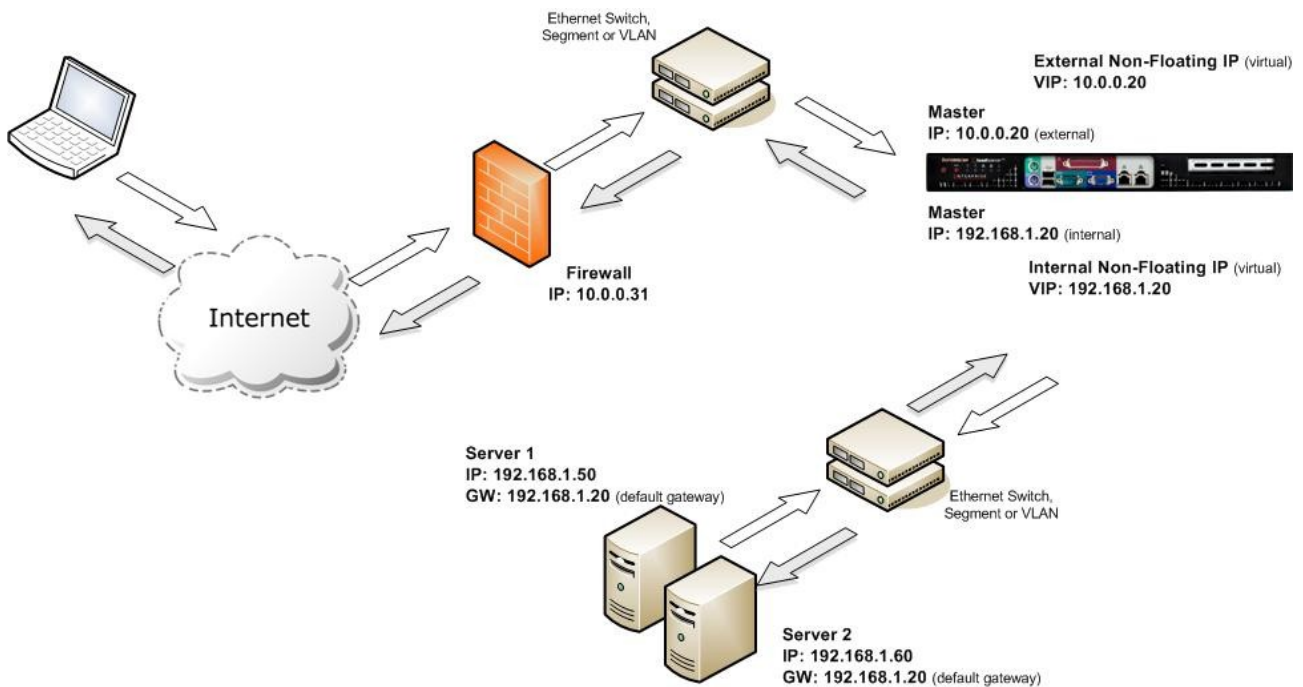 Ethernet Switch,
Segment or VLAN
External Non-Floating IP (virtual)
VIP: 10.0.0.20
Master
IP: 10.0.0.20 (external)
ENTERPRISE
Master
IP: 192.168.1.20 (internal)
Internal Non-Floating IP (virtual)
VIP: 192.168.1.20
Firewall
IP: 10.0.0.31
Internet
Server 1
IP: 192.168.1.50
GW: 192.168.1.20 (default gateway)
Ethernet Switch,
Segment or VLAN
Server 2
IP: 192.168.1.60
GW: 192.168.1.20 (default gateway)